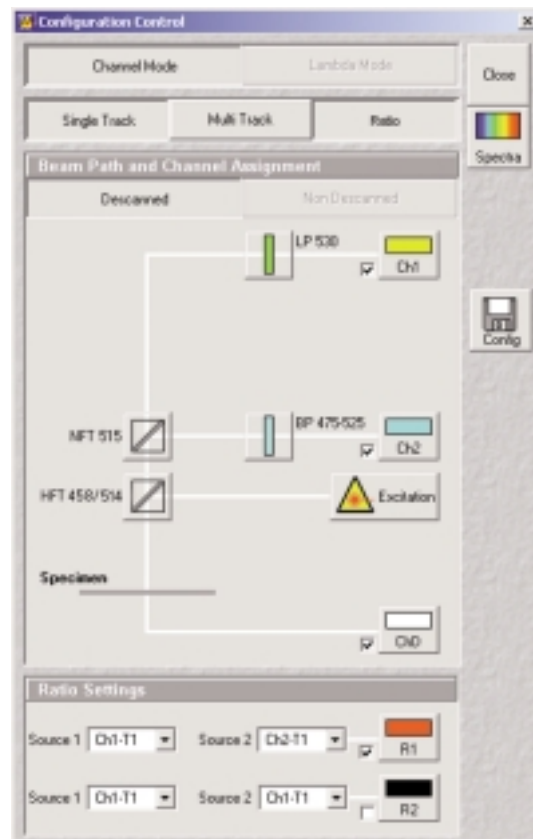 Configuration Control
Channel Mode
Lambda Mode
Close
Single Track
Multi Track
Ratio
Spectra
Beam Path and Channel Assignment
Descanned
Non Descanned
LP 530
Ch1
Config
NFT 515
BP 475-525
Ch2
HFT 458/514
Excitation
Specimen
ChD
Ratio Settings
Source 1 Ch1-T1 Source 2 Ch2-T1 R1
Source 1 Ch1-T1 Source 2 Ch1-T1 R2